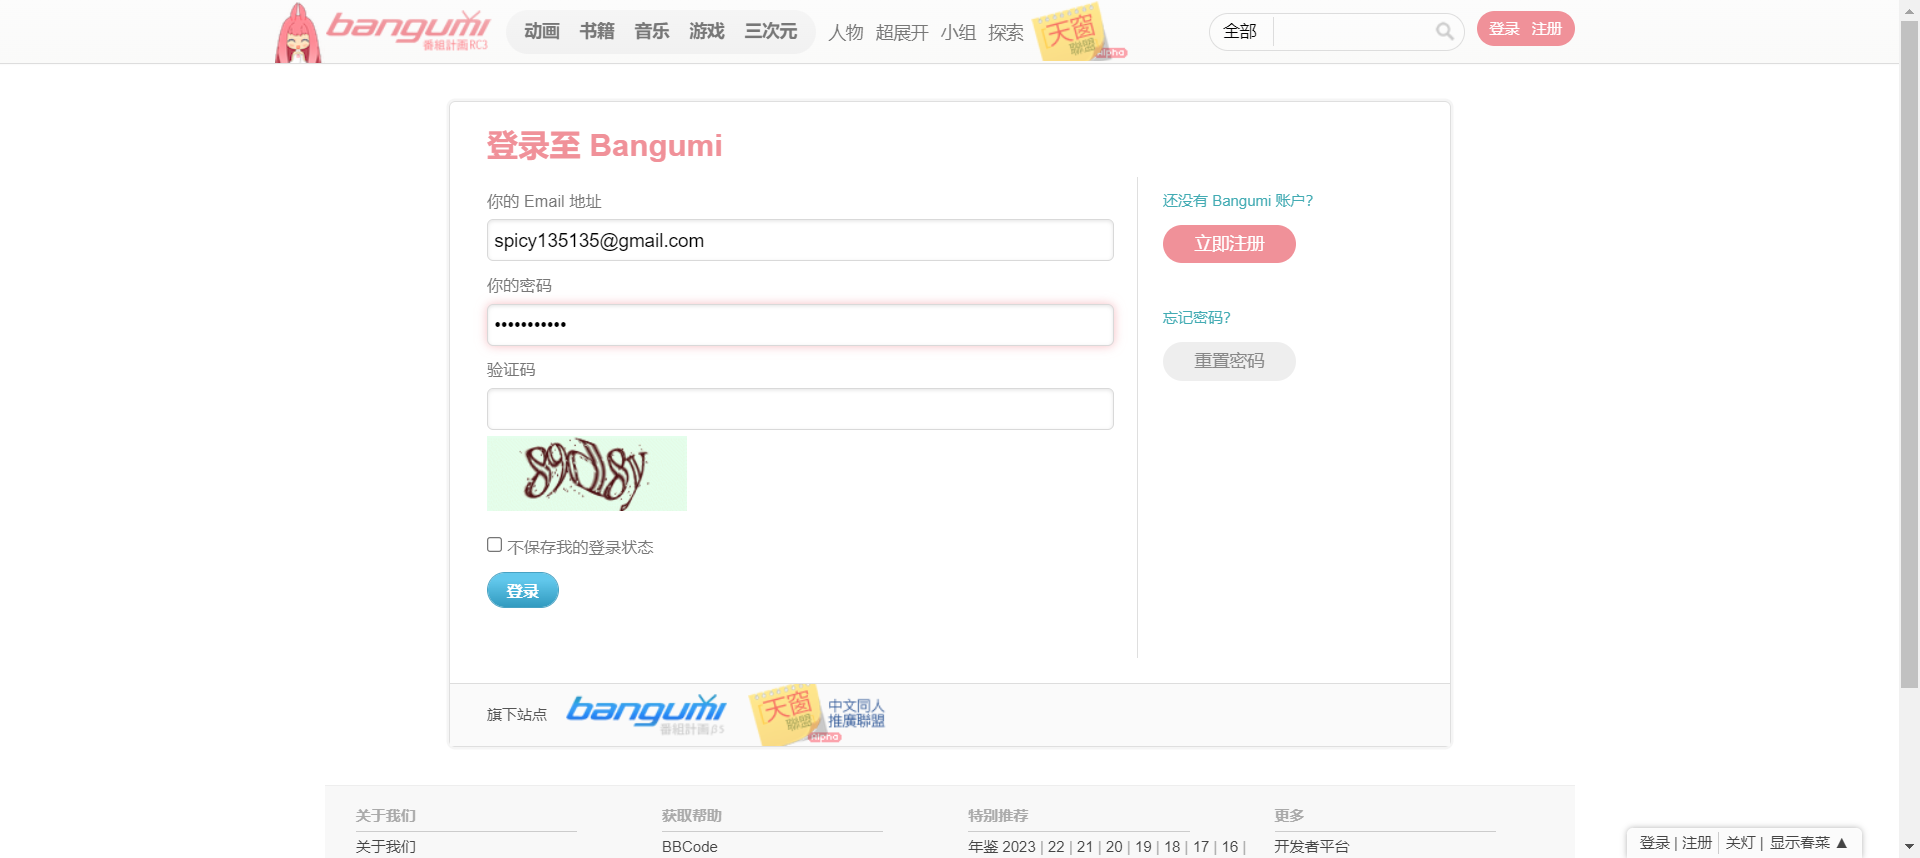 bangumi
番組計画RC3
动画 书籍 音乐 游戏 三次元 人物 超展开 小组 探索
天窗
联盟
Alpha
全部
登录 注册
登录至 Bangumi
你的 Email 地址
spicy135135@gmail.com
你的密码
•••••••••••
验证码
不保存我的登录状态
登录
还没有 Bangumi 账户?
立即注册
忘记密码?
重置密码
旗下站点
bangumi
番組計画β5
天窗
联盟
Alpha
中文同人
推廣聯盟
关于我们
关于我们
获取帮助
BBCode
特别推荐
年鉴 2023 | 22 | 21 | 20 | 19 | 18 | 17 | 16 |
更多
开发者平台
登录 | 注册 关灯 | 显示春菜 ▲